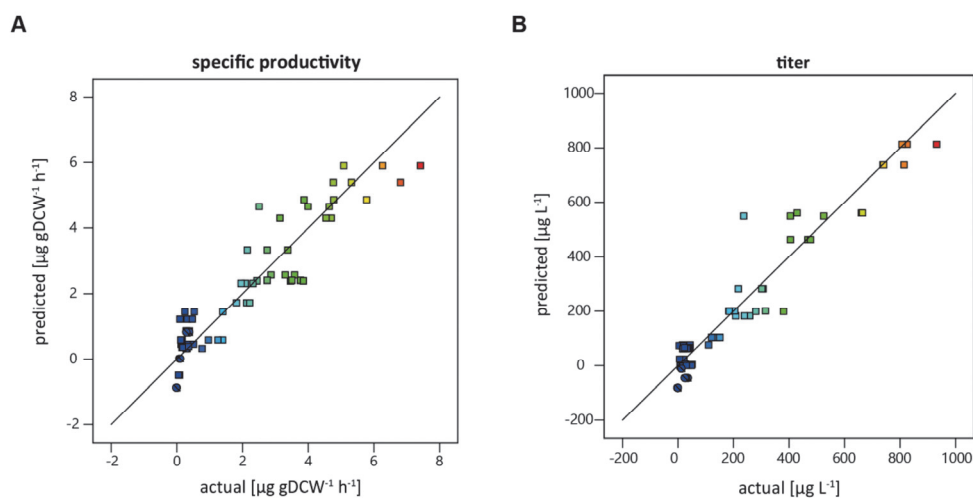 A
specific productivity
8
6
4
2
0
-2
predicted [µg gDCW⁻¹ h⁻¹]
-2 0 2 4 6 8
actual [µg gDCW⁻¹ h⁻¹]
B
titer
1000
800
600
400
200
0
-200
predicted [µg L⁻¹]
-200 0 200 400 600 800 1000
actual [µg L⁻¹]